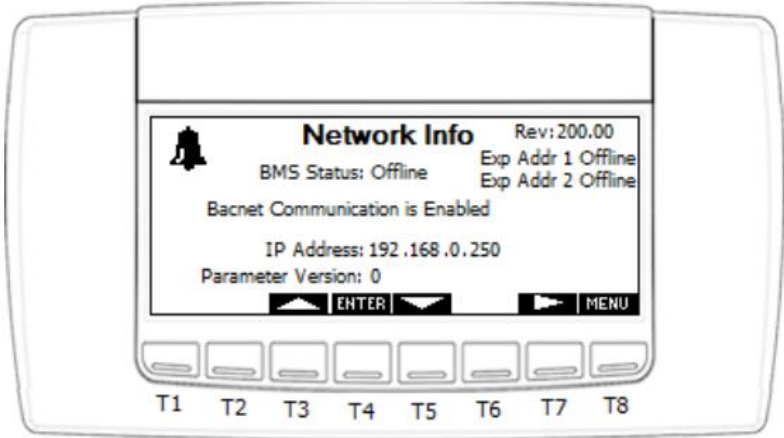 Network Info
Rev: 200.00
Exp Addr 1 Offline
BMS Status: Offline
Exp Addr 2 Offline
Bacnet Communication is Enabled
IP Address: 192 .168 .0 .250
Parameter Version: 0
ENTER MENU
T1 T2 T3 T4 T5 T6 T7 T8